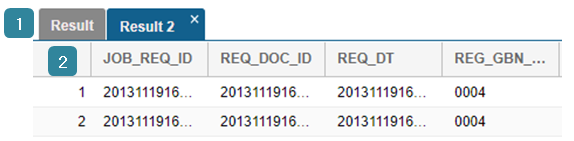 1 Result Result 2 ×
2 JOB_REQ_ID REQ_DOC_ID REQ_DT REG_GBN_...
1 2013111916... 2013111916... 2013111916... 0004
2 2013111916... 2013111916... 2013111916... 0004